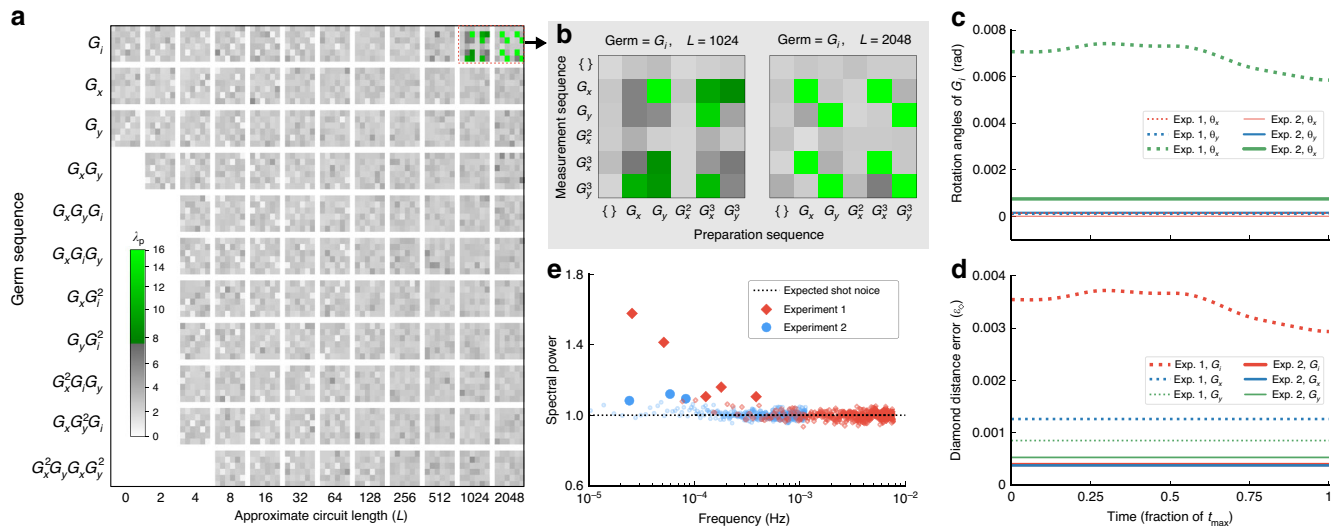 a
Germ sequence
G_i
G_x
G_y
G_xG_y
G_xG_yG_i
G_xG_iG_y
G_xG_i^2
G_yG_i^2
G_x^2G_iG_y
G_xG_y^2G_i
G_x^2G_yG_xG_y^2
λ_p
16
14
12
10
8
6
4
2
0
0 2 4 8 16 32 64 128 256 512 1024 2048
Approximate circuit length (L)
b
Germ = G_i, L = 1024 Germ = G_i, L = 2048
Measurement sequence
{ }
G_x
G_y
G_x^2
G_x^3
G_y^3
{ } G_x G_y G_x^2 G_x^3 G_y^3 { } G_x G_y G_x^2 G_x^3 G_y^3
Preparation sequence
e
Spectral power
1.8
1.4
1.0
0.6
Expected shot noise
Experiment 1
Experiment 2
10^−5 10^−4 10^−3 10^−2
Frequency (Hz)
c
Rotation angles of G_i (rad)
0.008
0.006
0.004
0.002
0
Exp. 1, θ_x Exp. 2, θ_x
Exp. 1, θ_y Exp. 2, θ_y
Exp. 1, θ_x Exp. 2, θ_x
d
Diamond distance error (ε_◇)
0.004
0.003
0.002
0.001
0
Exp. 1, G_i Exp. 2, G_i
Exp. 1, G_x Exp. 2, G_x
Exp. 1, G_y Exp. 2, G_y
0 0.25 0.5 0.75 1
Time (fraction of t_max)